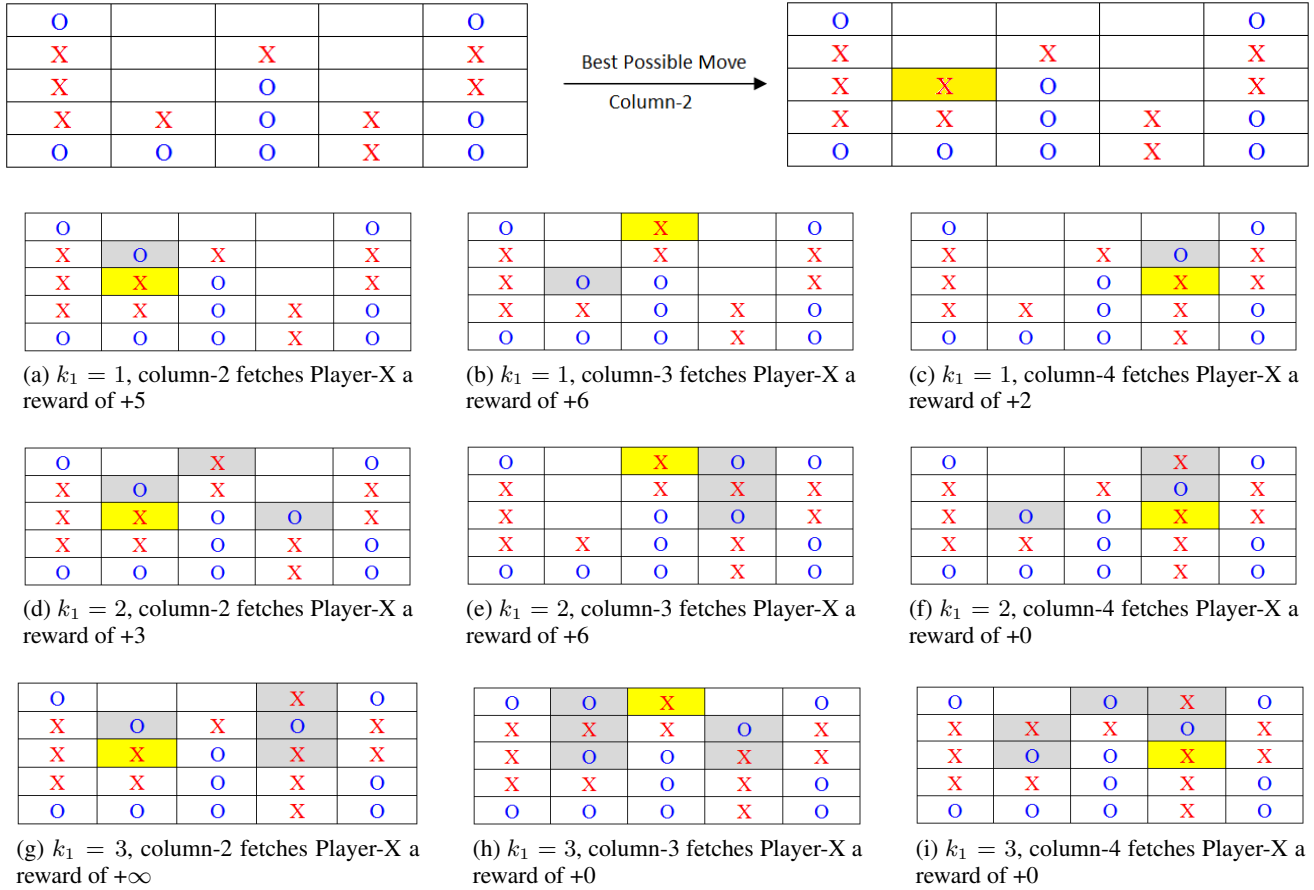 O O
X X X
X O X
X X O X O
O O O X O
Best Possible Move
Column-2
O O
X X X
X X O X
X X O X O
O O O X O
O O
X O X X
X X O X
X X O X O
O O O X O
(a) k₁ = 1, column-2 fetches Player-X a
reward of +5
O X O
X X X
X O O X
X X O X O
O O O X O
(b) k₁ = 1, column-3 fetches Player-X a
reward of +6
O O
X X O X
X O X X
X X O X O
O O O X O
(c) k₁ = 1, column-4 fetches Player-X a
reward of +2
O X O
X O X X
X X O O X
X X O X O
O O O X O
(d) k₁ = 2, column-2 fetches Player-X a
reward of +3
O X O O
X X X X
X O O X
X X O X O
O O O X O
(e) k₁ = 2, column-3 fetches Player-X a
reward of +6
O X O
X X O X
X O O X X
X X O X O
O O O X O
(f) k₁ = 2, column-4 fetches Player-X a
reward of +0
O X O
X O X O X
X X O X X
X X O X O
O O O X O
(g) k₁ = 3, column-2 fetches Player-X a
reward of +∞
O O X O
X X X O X
X O O X X
X X O X O
O O O X O
(h) k₁ = 3, column-3 fetches Player-X a
reward of +0
O O X O
X X X O X
X O O X X
X X O X O
O O O X O
(i) k₁ = 3, column-4 fetches Player-X a
reward of +0